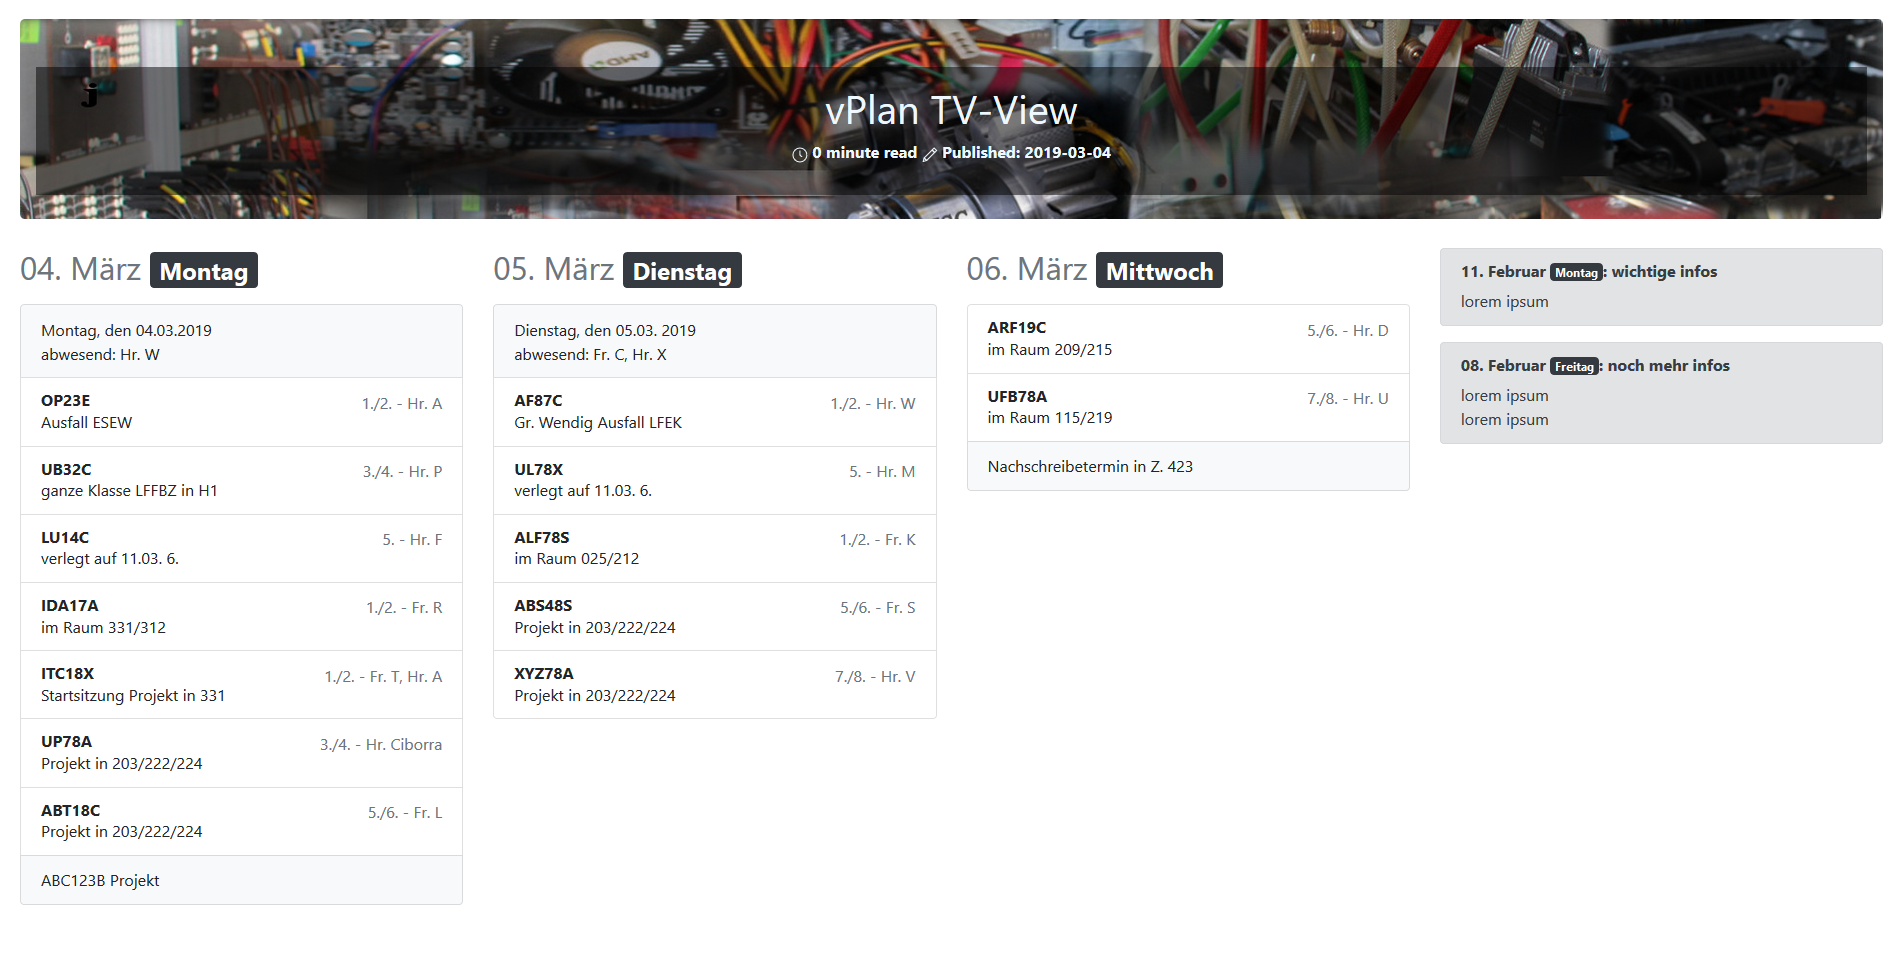 AMD
j
vPlan TV-View
0 minute read Published: 2019-03-04
04. März Montag
Montag, den 04.03.2019
abwesend: Hr. W
OP23E 1./2. - Hr. A
Ausfall ESEW
UB32C 3./4. - Hr. P
ganze Klasse LFFBZ in H1
LU14C 5. - Hr. F
verlegt auf 11.03. 6.
IDA17A 1./2. - Fr. R
im Raum 331/312
ITC18X 1./2. - Fr. T, Hr. A
Startsitzung Projekt in 331
UP78A 3./4. - Hr. Ciborra
Projekt in 203/222/224
ABT18C 5./6. - Fr. L
Projekt in 203/222/224
ABC123B Projekt
05. März Dienstag
Dienstag, den 05.03. 2019
abwesend: Fr. C, Hr. X
AF87C 1./2. - Hr. W
Gr. Wendig Ausfall LFEK
UL78X 5. - Hr. M
verlegt auf 11.03. 6.
ALF78S 1./2. - Fr. K
im Raum 025/212
ABS48S 5./6. - Fr. S
Projekt in 203/222/224
XYZ78A 7./8. - Hr. V
Projekt in 203/222/224
06. März Mittwoch
ARF19C 5./6. - Hr. D
im Raum 209/215
UFB78A 7./8. - Hr. U
im Raum 115/219
Nachschreibetermin in Z. 423
11. Februar Montag: wichtige infos
lorem ipsum
08. Februar Freitag: noch mehr infos
lorem ipsum
lorem ipsum